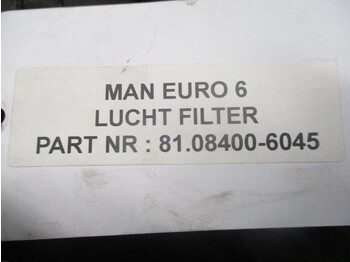 MAN EURO 6
LUCHT FILTER
PART NR : 81.08400-6045